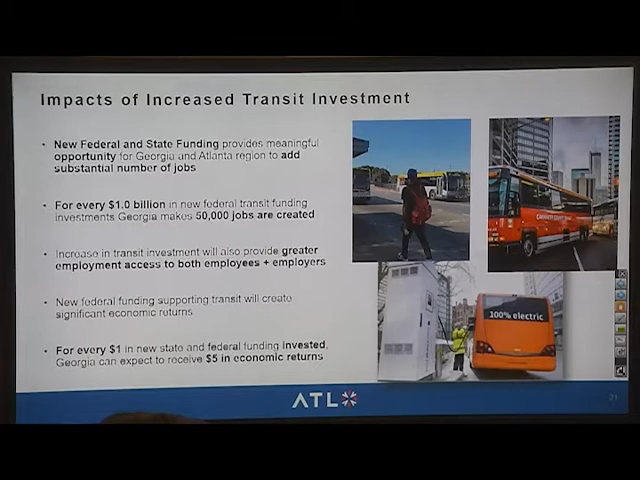 Impacts of Increased Transit Investment
• New Federal and State Funding provides meaningful
opportunity for Georgia and Atlanta region to add
substantial number of jobs
• For every $1.0 billion in new federal transit funding
investments Georgia makes 50,000 jobs are created
• Increase in transit investment will also provide greater
employment access to both employees + employers
• New federal funding supporting transit will create
significant economic returns
• For every $1 in new state and federal funding invested,
Georgia can expect to receive $5 in economic returns
100% electric
ATL
21